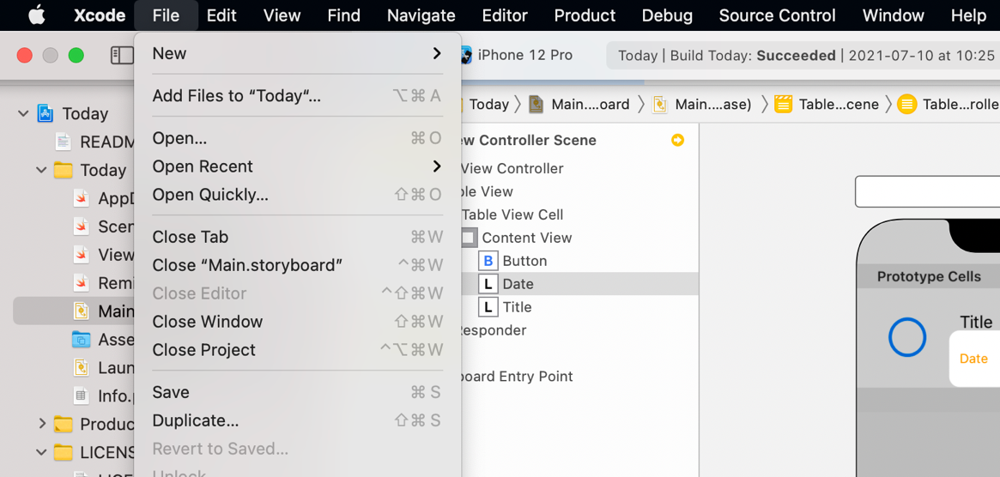 Xcode File Edit View Find Navigate Editor Product Debug Source Control Window Help
iPhone 12 Pro Today | Build Today: Succeeded | 2021-07-10 at 10:25
New
Add Files to “Today“... ⌥⌘A
Open... ⌘O
Open Recent
Open Quickly... ⇧⌘O
Close Tab ⌘W
Close “Main.storyboard” ^⌘W
Close Editor ^⇧⌘W
Close Window ⇧⌘W
Close Project ^⌥⌘W
Save ⌘S
Duplicate... ⇧⌘S
Revert to Saved...
Unlock
Today
READM
Today
AppD
Scen
View
Remi
Main
Asse
Laun
Info.p
Produc
LICENS
LICE
Today Main....oard Main....ase) Table...cene Table...rolle
ew Controller Scene
View Controller
ble View
Table View Cell
Content View
B Button
L Date
L Title
Responder
board Entry Point
Prototype Cells
Title
Date